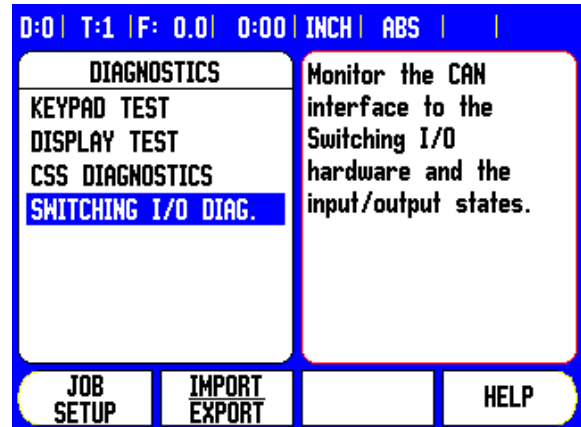 D:0| T:1 |F: 0.0| 0:00| INCH| ABS | |
DIAGNOSTICS
KEYPAD TEST
DISPLAY TEST
CSS DIAGNOSTICS
SWITCHING I/O DIAG.
Monitor the CAN
interface to the
Switching I/O
hardware and the
input/output states.
JOB
SETUP
IMPORT
EXPORT
HELP